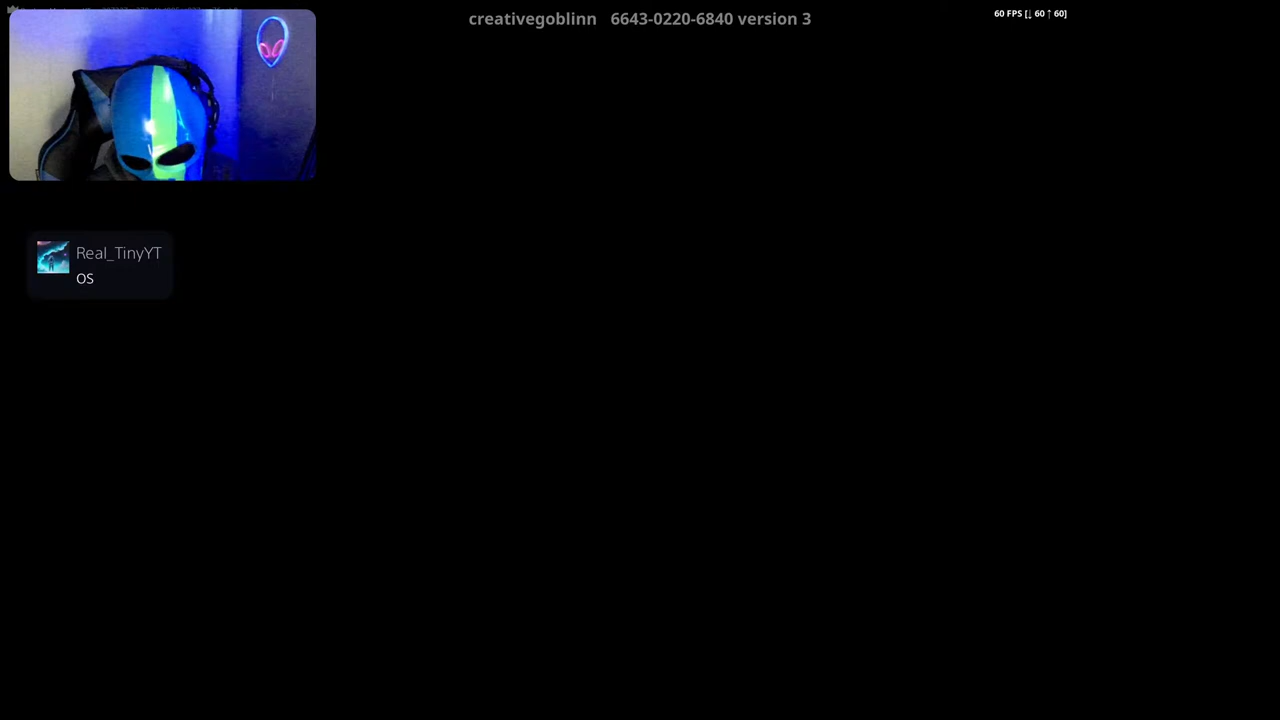 creativegoblinn 6643-0220-6840 version 3
60 FPS [↓ 60 ↑ 60]
Real_TinyYT
OS